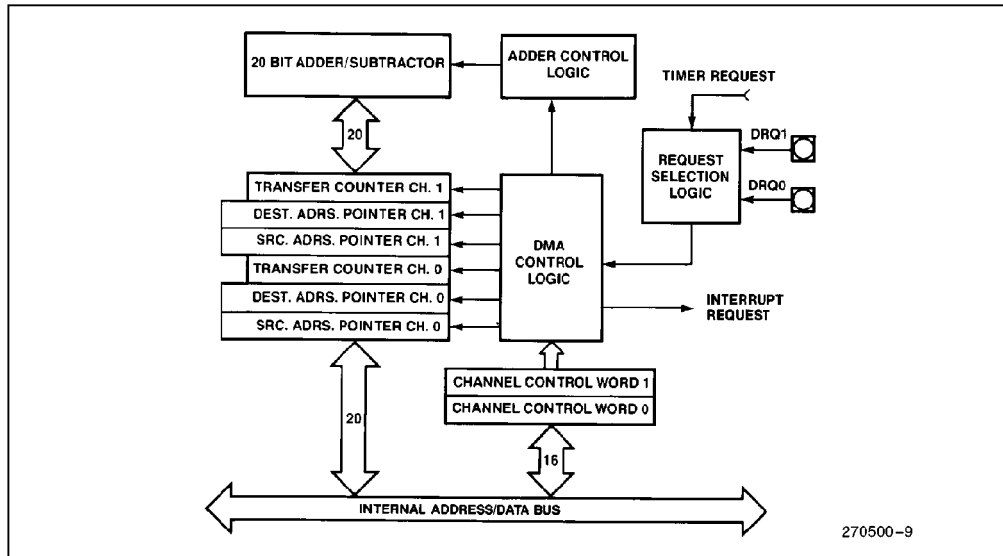 20 BIT ADDER/SUBTRACTOR
ADDER CONTROL
LOGIC
TIMER REQUEST
20
DRQ1
REQUEST
SELECTION
LOGIC
DRQ0
TRANSFER COUNTER CH. 1
DEST. ADRS. POINTER CH. 1
SRC. ADRS. POINTER CH. 1
TRANSFER COUNTER CH. 0
DEST. ADRS. POINTER CH. 0
SRC. ADRS. POINTER CH. 0
DMA
CONTROL
LOGIC
INTERRUPT
REQUEST
CHANNEL CONTROL WORD 1
CHANNEL CONTROL WORD 0
20
16
INTERNAL ADDRESS/DATA BUS
270500-9